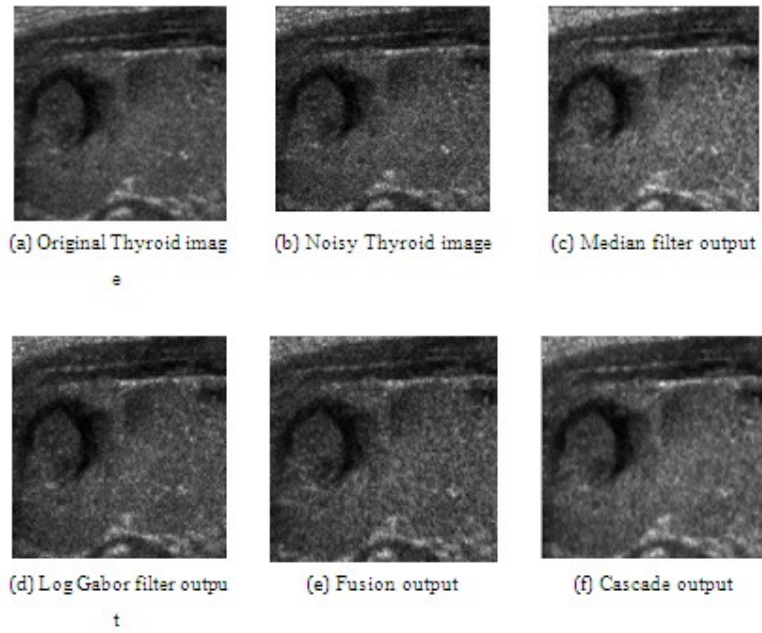 (a) Original Thyroid imag
e
(b) Noisy Thyroid image
(c) Median filter output
(d) Log Gabor filter outpu
t
(e) Fusion output
(f) Cascade output